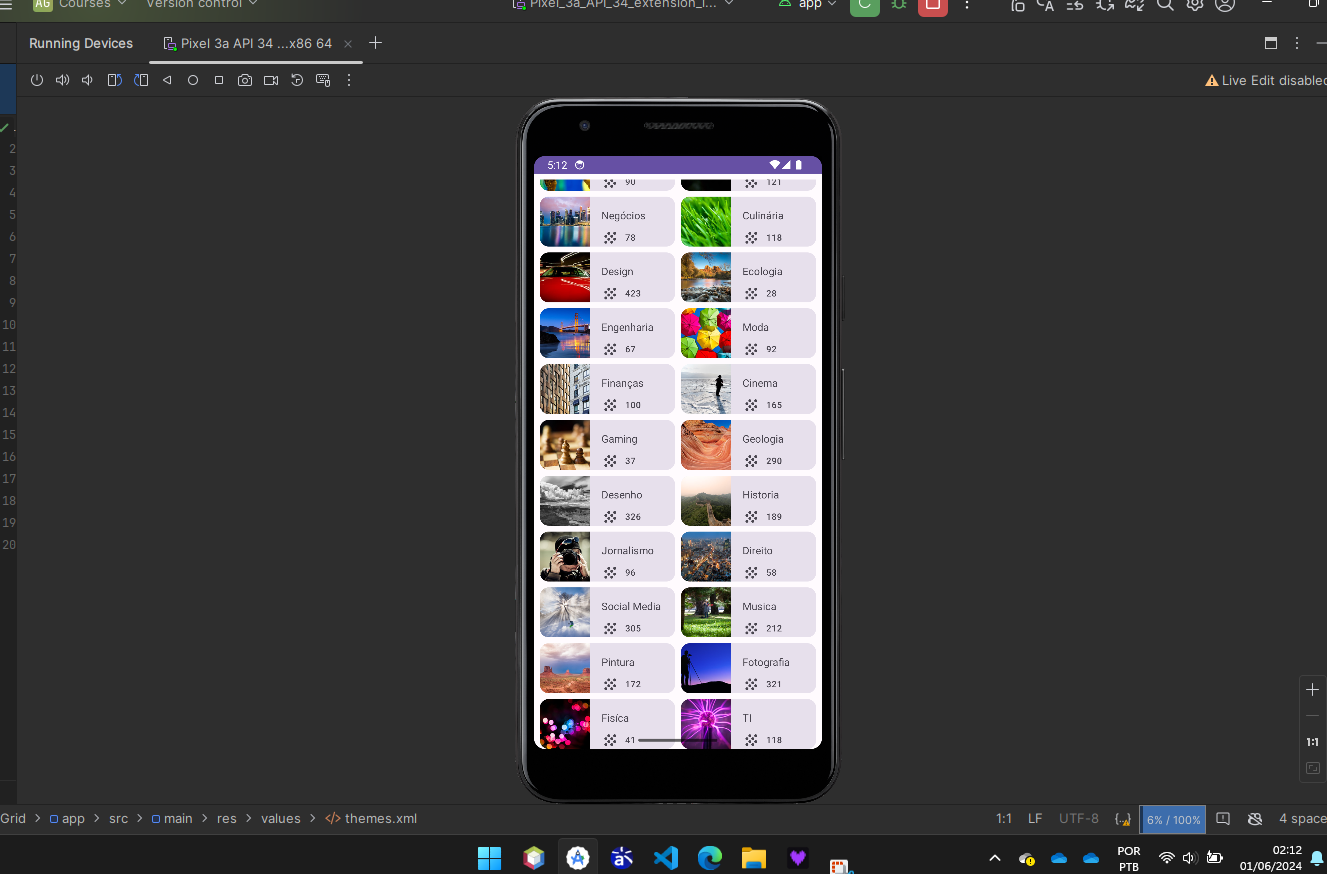 AG Courses Version control Pixel_3a_API_34_extension_l... app
Running Devices Pixel 3a API 34 ...x86 64
Live Edit disabled
5:12
90 121
Negócios Culinária
78 118
Design Ecologia
423 28
Engenharia Moda
67 92
Finanças Cinema
100 165
Gaming Geologia
37 290
Desenho Historia
326 189
Jornalismo Direito
96 58
Social Media Musica
305 212
Pintura Fotografia
172 321
Fisíca TI
41 118
2
3
4
5
6
7
8
9
10
11
12
13
14
15
16
17
18
19
20
1:1
Grid > app > src > main > res > values > </> themes.xml 1:1 LF UTF-8 6% / 100% 4 space
POR
PTB
02:12
01/06/2024